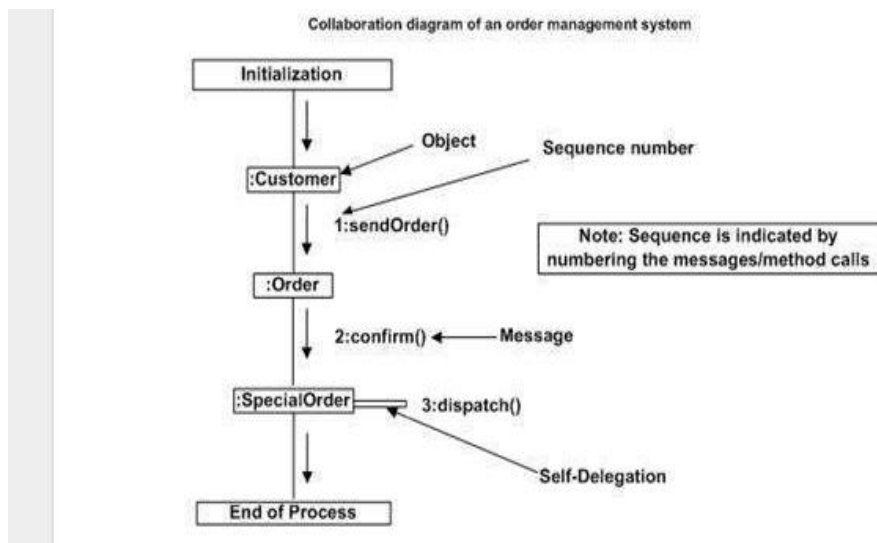 Collaboration diagram of an order management system
Initialization
Object
Sequence number
:Customer
1:sendOrder()
Note: Sequence is indicated by
numbering the messages/method calls
:Order
2:confirm()
Message
:SpecialOrder
3:dispatch()
Self-Delegation
End of Process